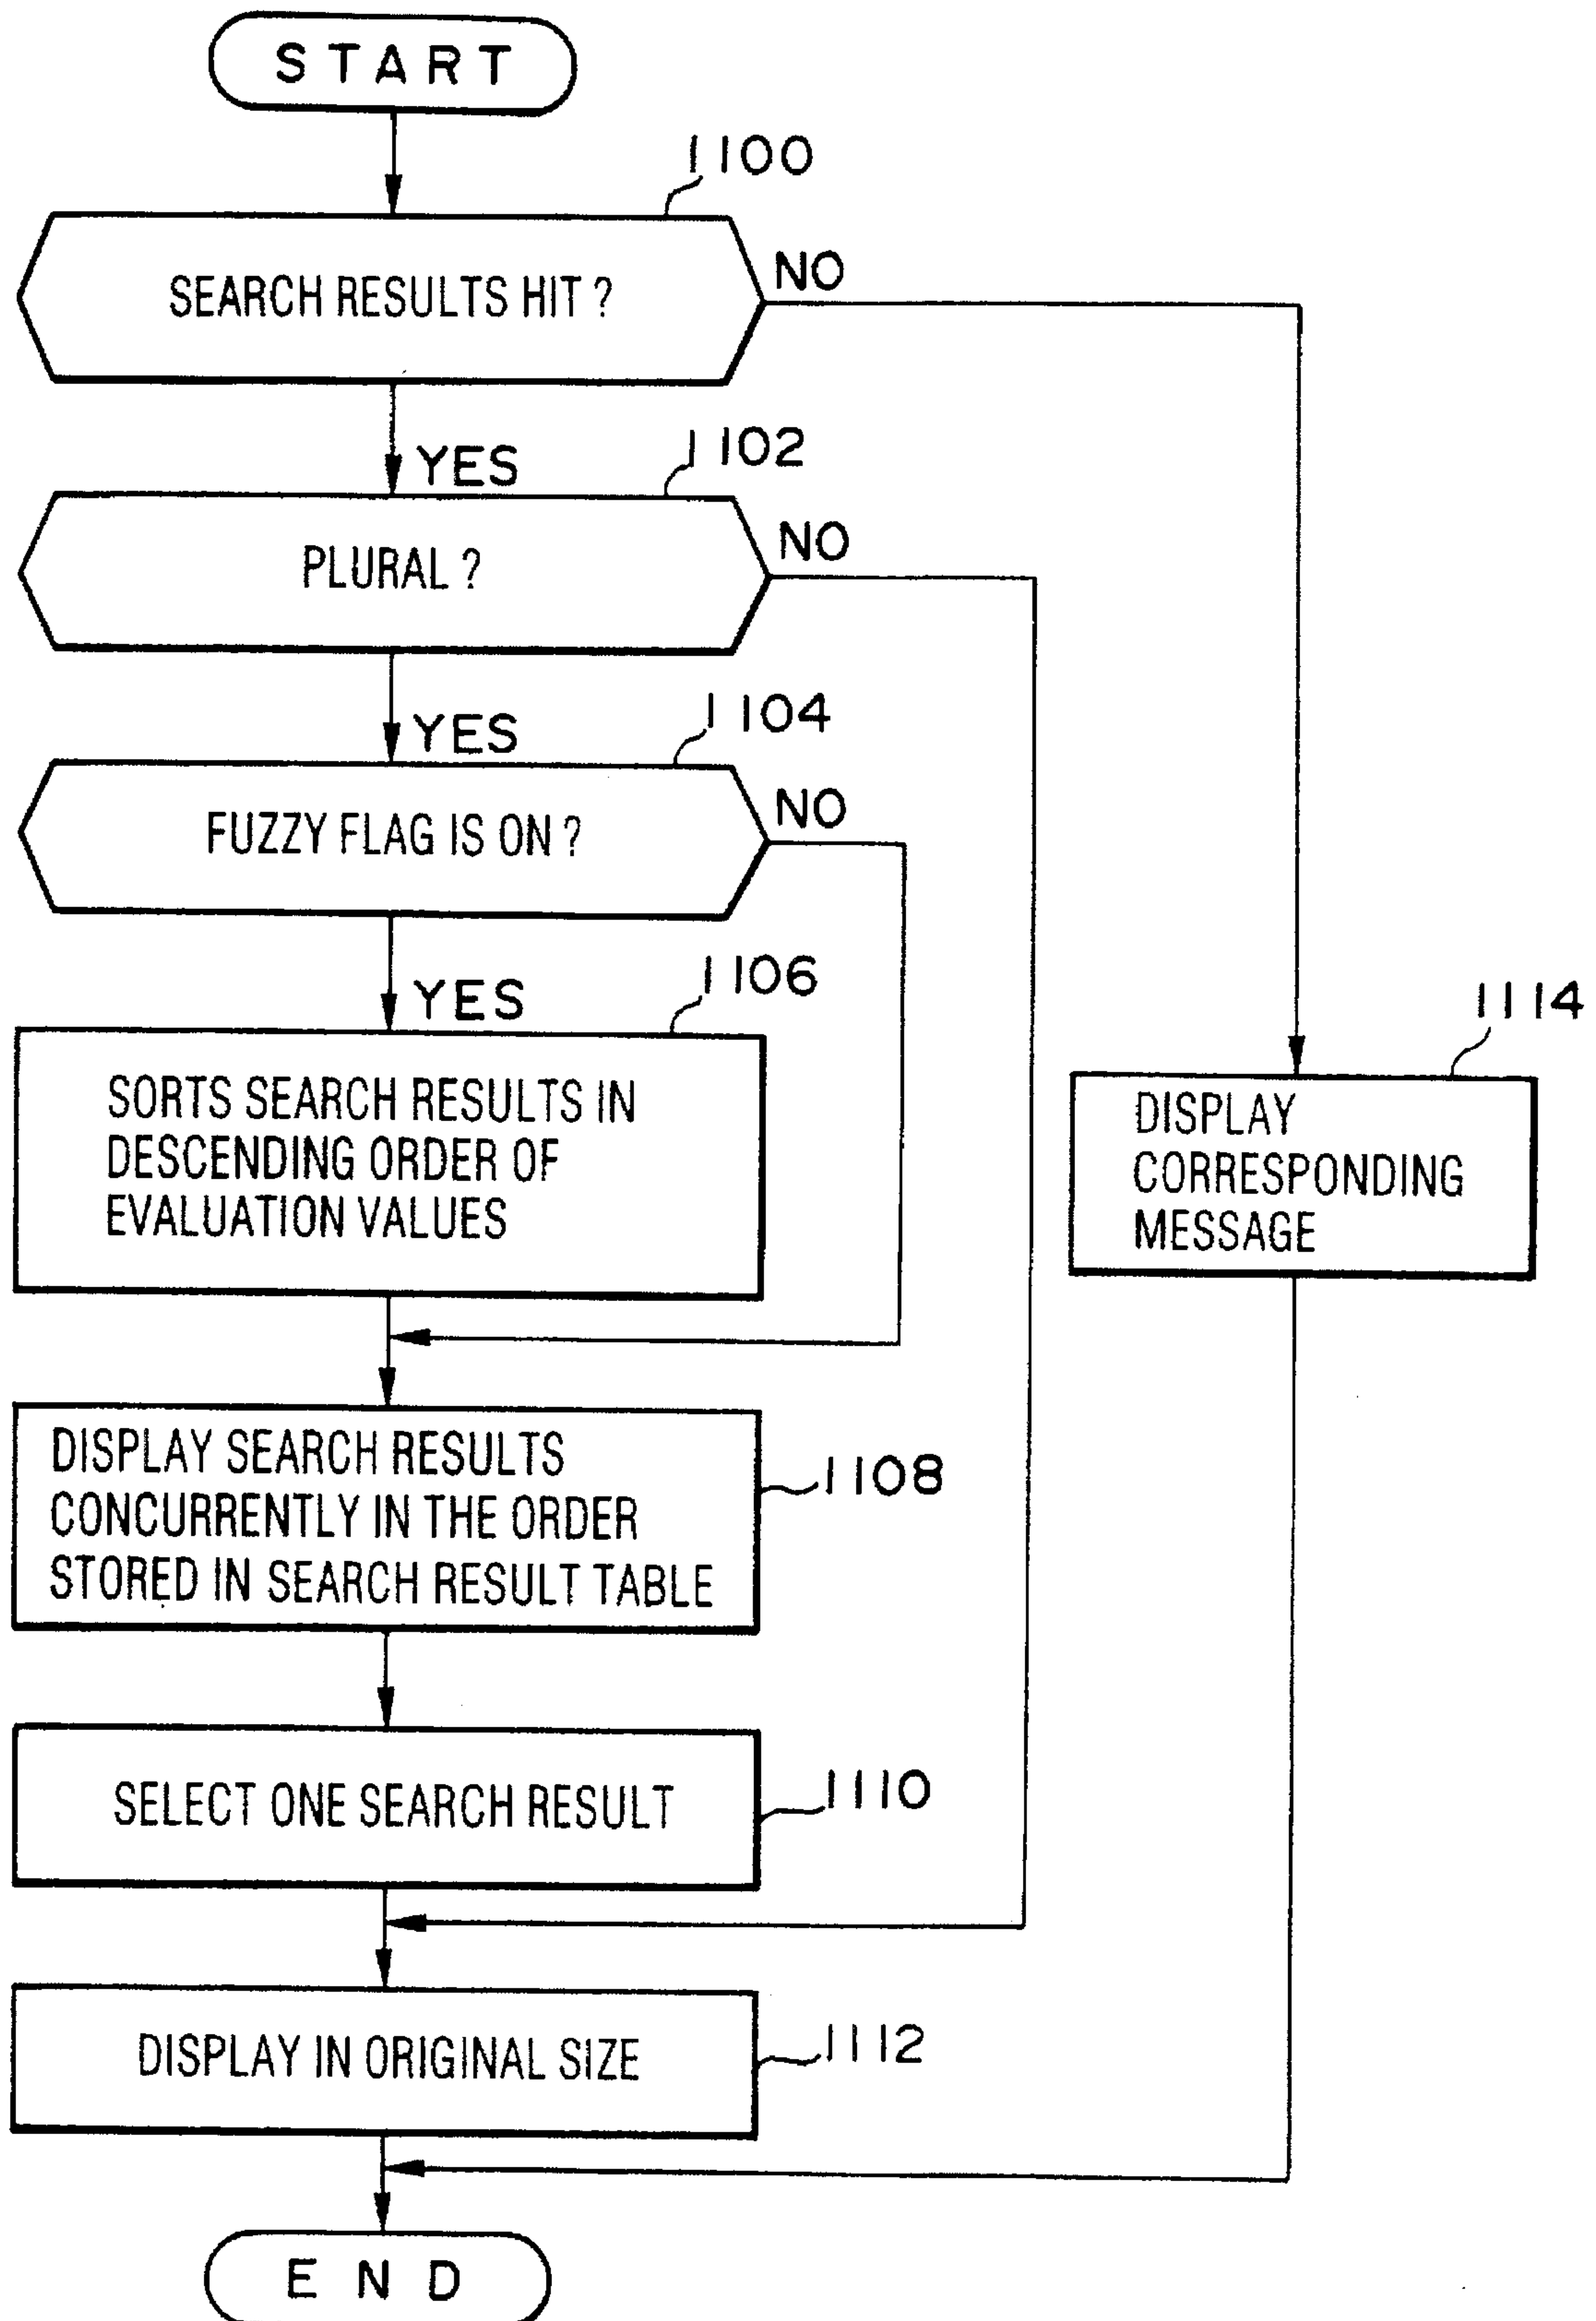 START
1100
SEARCH RESULTS HIT ?
NO
YES
1102
PLURAL ?
NO
YES
1104
FUZZY FLAG IS ON ?
NO
YES
1106
SORTS SEARCH RESULTS IN
DESCENDING ORDER OF
EVALUATION VALUES
1114
DISPLAY
CORRESPONDING
MESSAGE
DISPLAY SEARCH RESULTS
CONCURRENTLY IN THE ORDER
STORED IN SEARCH RESULT TABLE
1108
SELECT ONE SEARCH RESULT
1110
DISPLAY IN ORIGINAL SIZE
1112
END